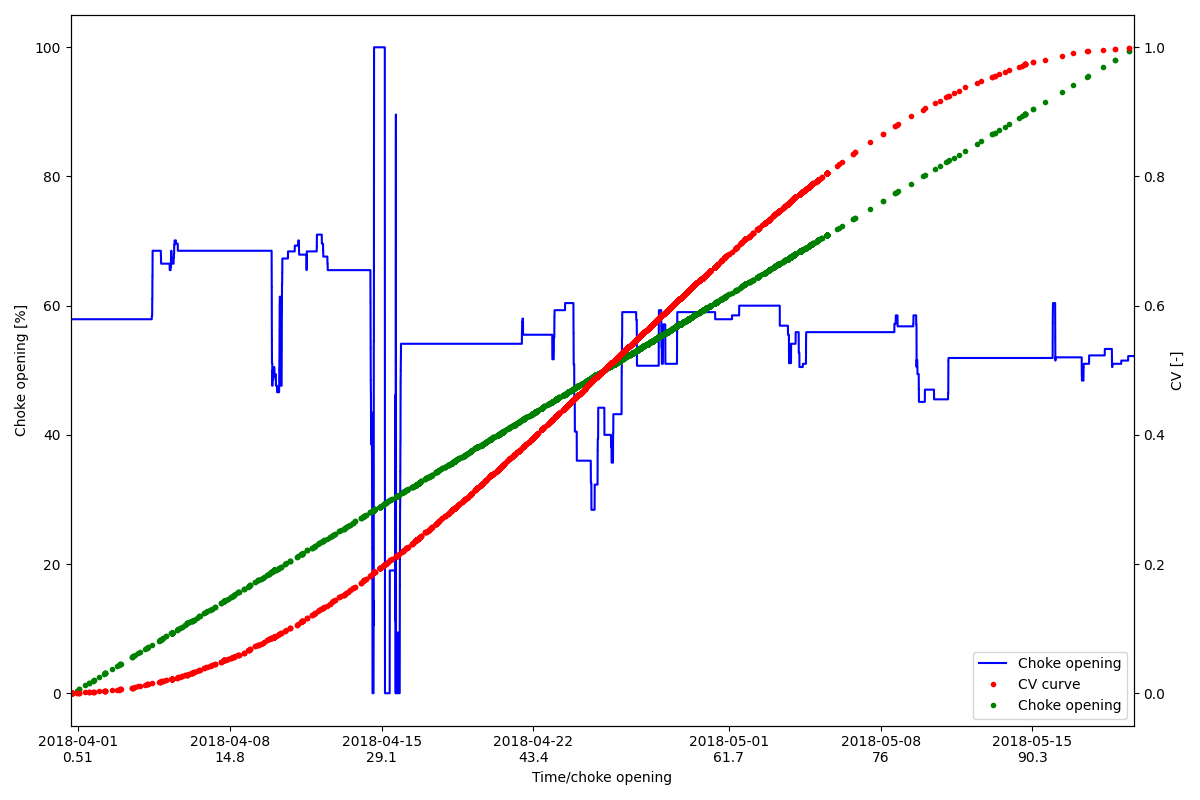 100
80
60
40
20
0
Choke opening [%]
1.0
0.8
0.6
0.4
0.2
0.0
CV [-]
Choke opening
CV curve
Choke opening
2018-04-01 2018-04-08 2018-04-15 2018-04-22 2018-05-01 2018-05-08 2018-05-15
0.51 14.8 29.1 43.4 61.7 76 90.3
Time/choke opening